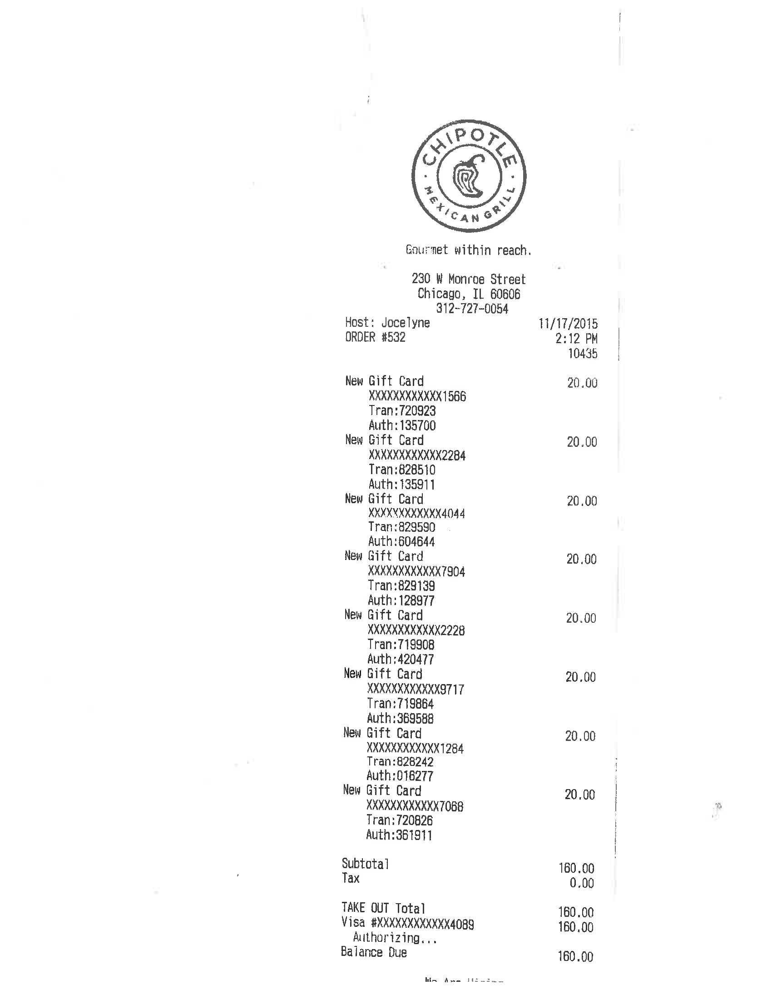 CHIPOTLE
MEXICAN GRILL
Gourmet within reach.
230 W Monroe Street
Chicago, IL 60606
312-727-0054
Host: Jocelyne 11/17/2015
ORDER #532 2:12 PM
10435
New Gift Card 20.00
XXXXXXXXXXXX1566
Tran:720923
Auth:135700
New Gift Card 20.00
XXXXXXXXXXXX2284
Tran:828510
Auth:135911
New Gift Card 20.00
XXXXXXXXXXXX4044
Tran:829590
Auth:604644
New Gift Card 20.00
XXXXXXXXXXXX7904
Tran:829139
Auth:128977
New Gift Card 20.00
XXXXXXXXXXXX2228
Tran:719908
Auth:420477
New Gift Card 20.00
XXXXXXXXXXXX9717
Tran:719864
Auth:369588
New Gift Card 20.00
XXXXXXXXXXXX1284
Tran:828242
Auth:016277
New Gift Card 20.00
XXXXXXXXXXXX7068
Tran:720826
Auth:361911
Subtotal 160.00
Tax 0.00
TAKE OUT Total 160.00
Visa #XXXXXXXXXXXX4089 160.00
Authorizing...
Balance Due 160.00